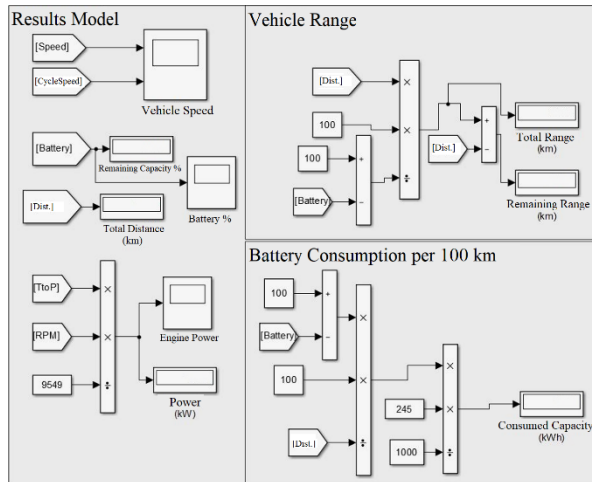 Results Model
[Speed]
[CycleSpeed]
Vehicle Speed
[Battery]
Remaining Capacity %
Battery %
[Dist.]
Total Distance
(km)
[TtoP]
×
[RPM]
×
9549
÷
Engine Power
Power
(kW)
Vehicle Range
[Dist.]
×
100
×
100
+
[Battery]
−
÷
+
[Dist.]
−
Total Range
(km)
Remaining Range
(km)
Battery Consumption per 100 km
100
+
[Battery]
−
×
100
×
[Dist.]
÷
×
245
×
1000
÷
Consumed Capacity
(kWh)